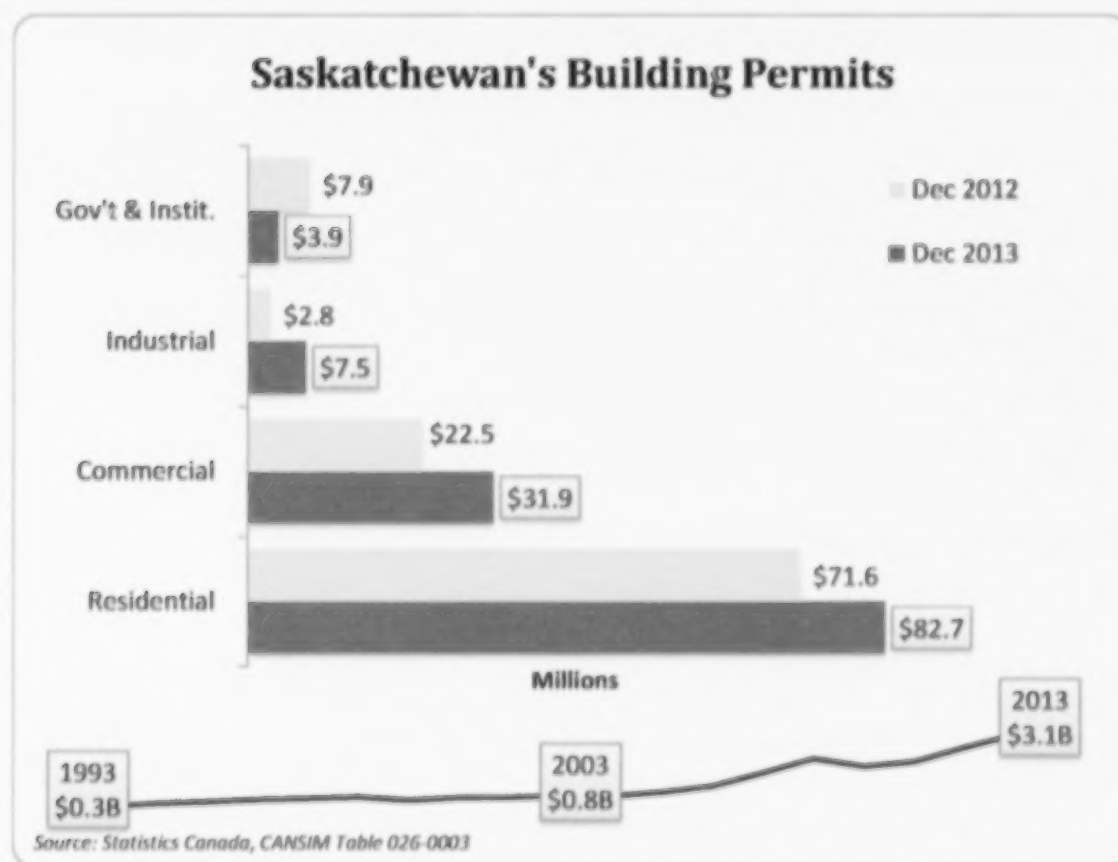 Saskatchewan's Building Permits
Gov't & Instit.
$7.9
$3.9
Dec 2012
Dec 2013
Industrial
$2.8
$7.5
Commercial
$22.5
$31.9
Residential
$71.6
$82.7
Millions
1993
$0.3B
2003
$0.8B
2013
$3.1B
Source: Statistics Canada, CANSIM Table 026-0003